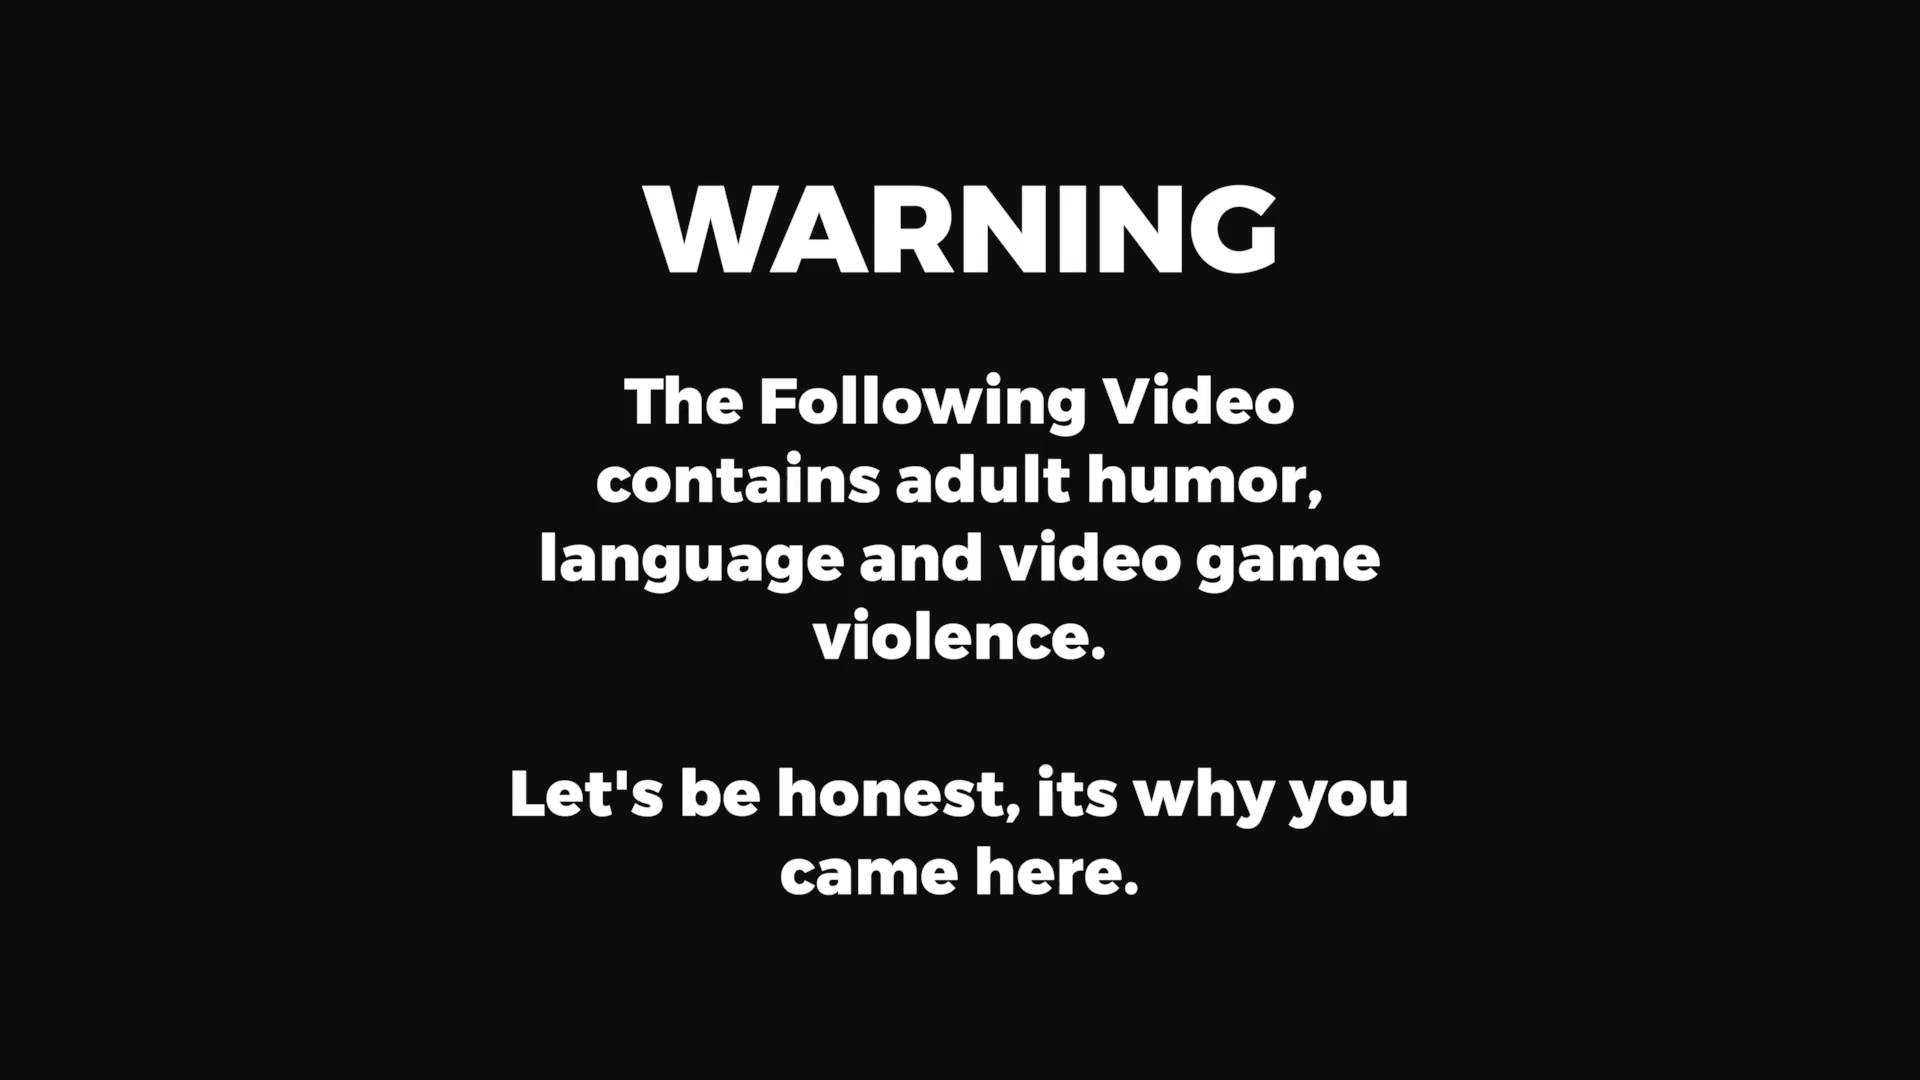 WARNING
The Following Video
contains adult humor,
language and video game
violence.
Let's be honest, its why you
came here.